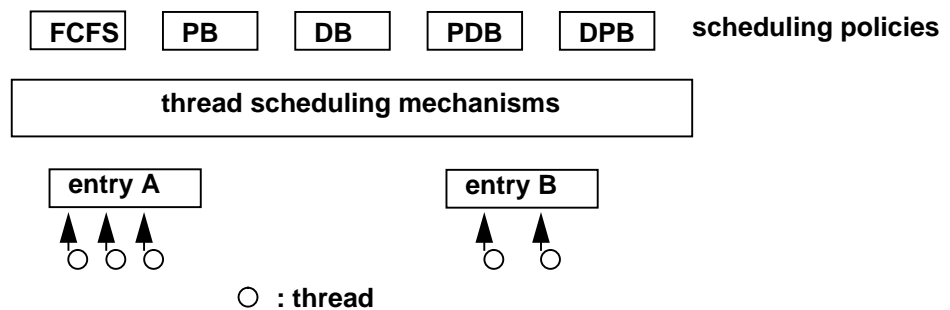 FCFS PB DB PDB DPB scheduling policies
thread scheduling mechanisms
entry A entry B
: thread